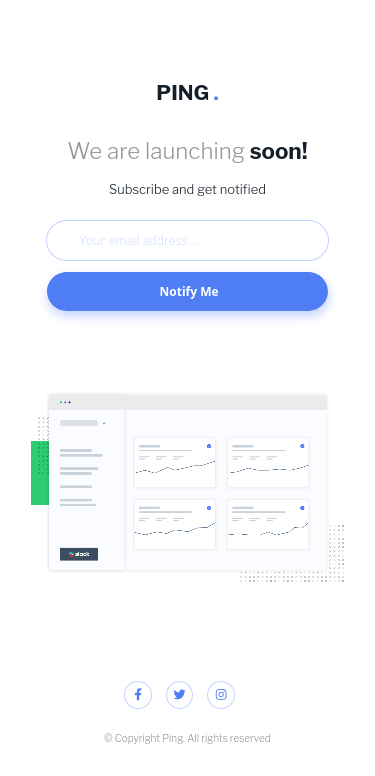 PING .
We are launching soon!
Subscribe and get notified
Your email address...
Notify Me
slack
© Copyright Ping. All rights reserved